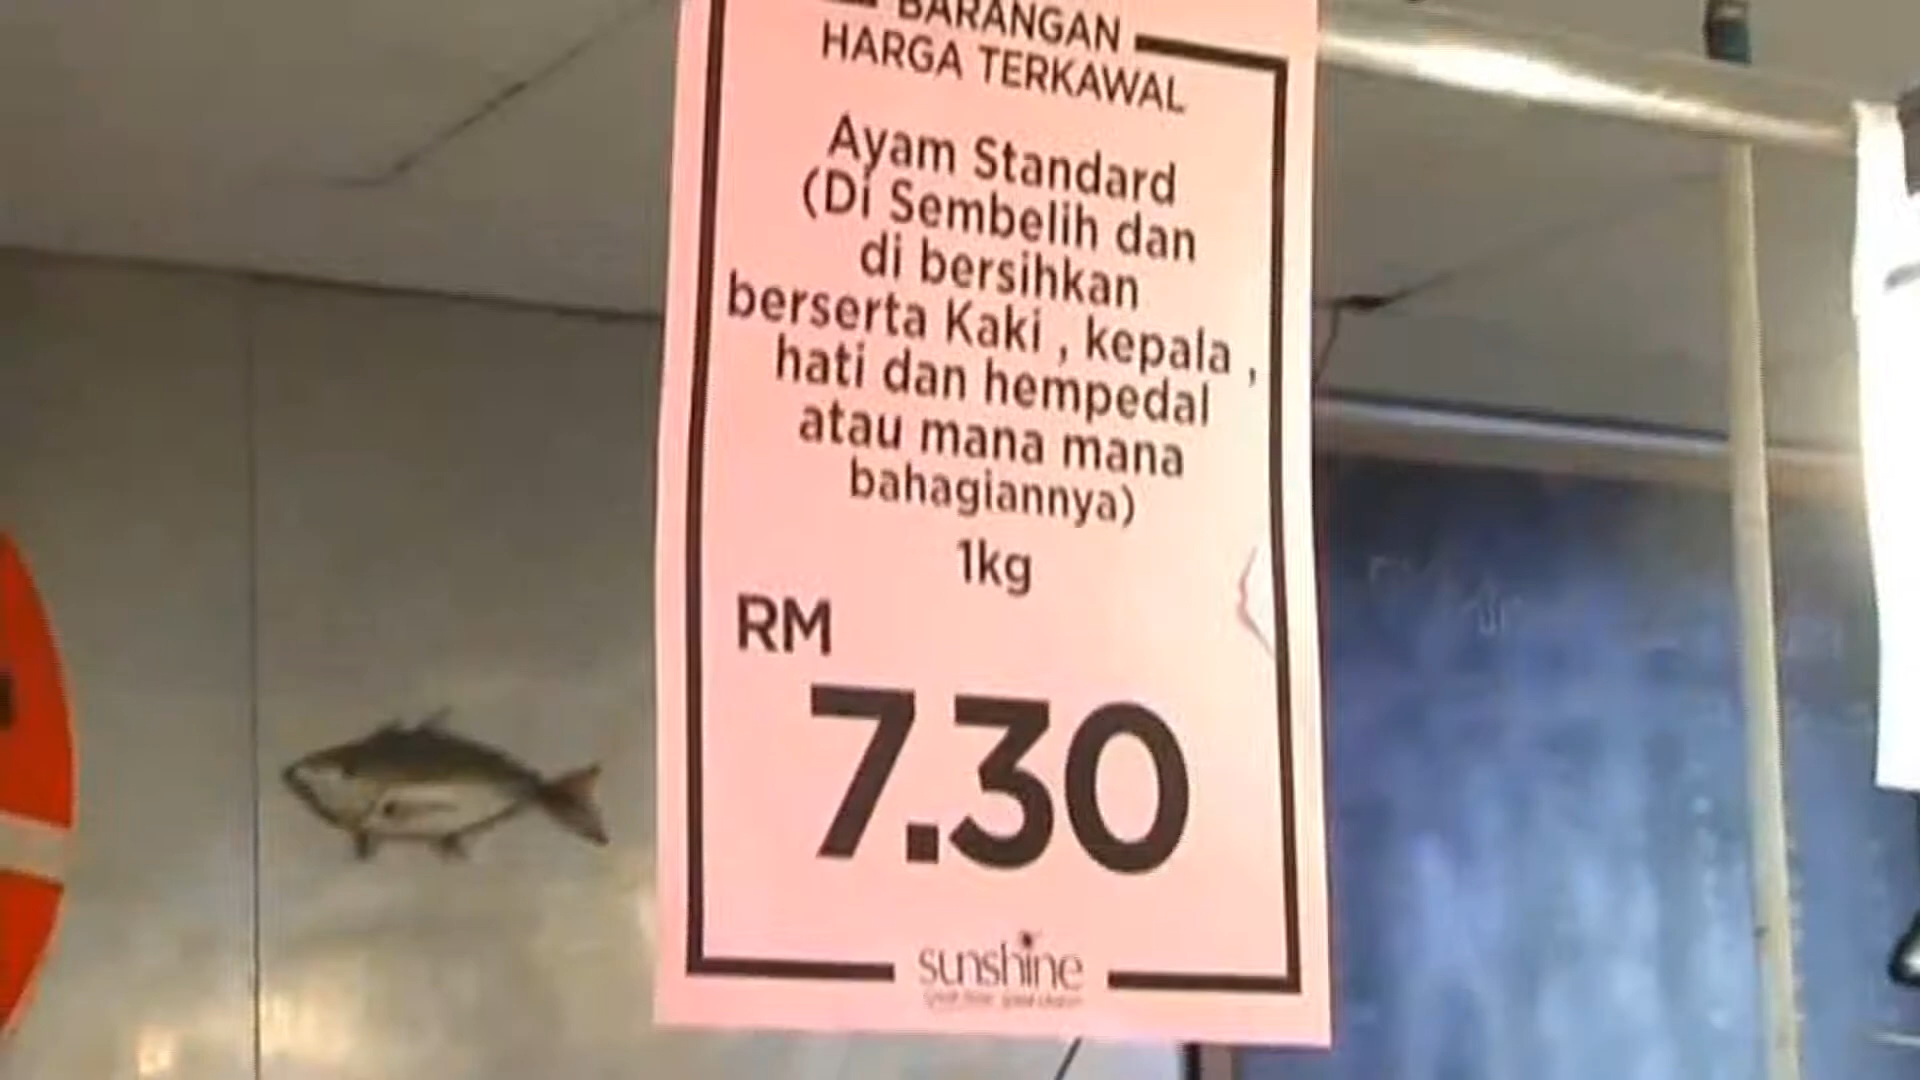 BARANGAN
HARGA TERKAWAL
Ayam Standard
(Di Sembelih dan
di bersihkan
berserta Kaki , kepala ,
hati dan hempedal
atau mana mana
bahagiannya)
1kg
RM
7.30
sunshine